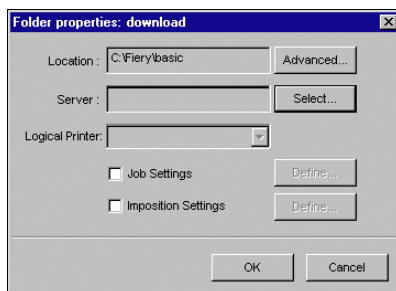 Folder properties: download
Location : C:\Fiery\basic Advanced...
Server : Select...
Logical Printer:
Job Settings Define...
Imposition Settings Define...
OK Cancel